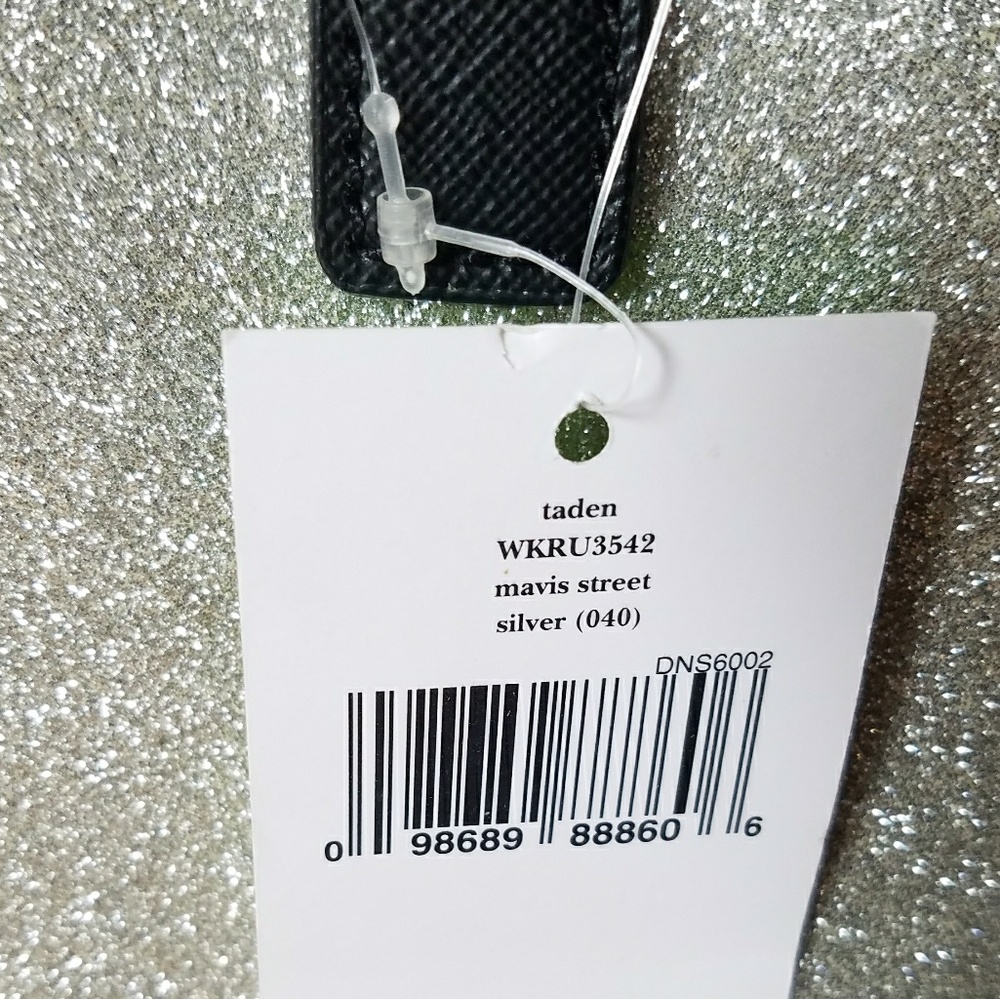 taden
WKRU3542
mavis street
silver (040)
DNS6002
0 98689 88860 6